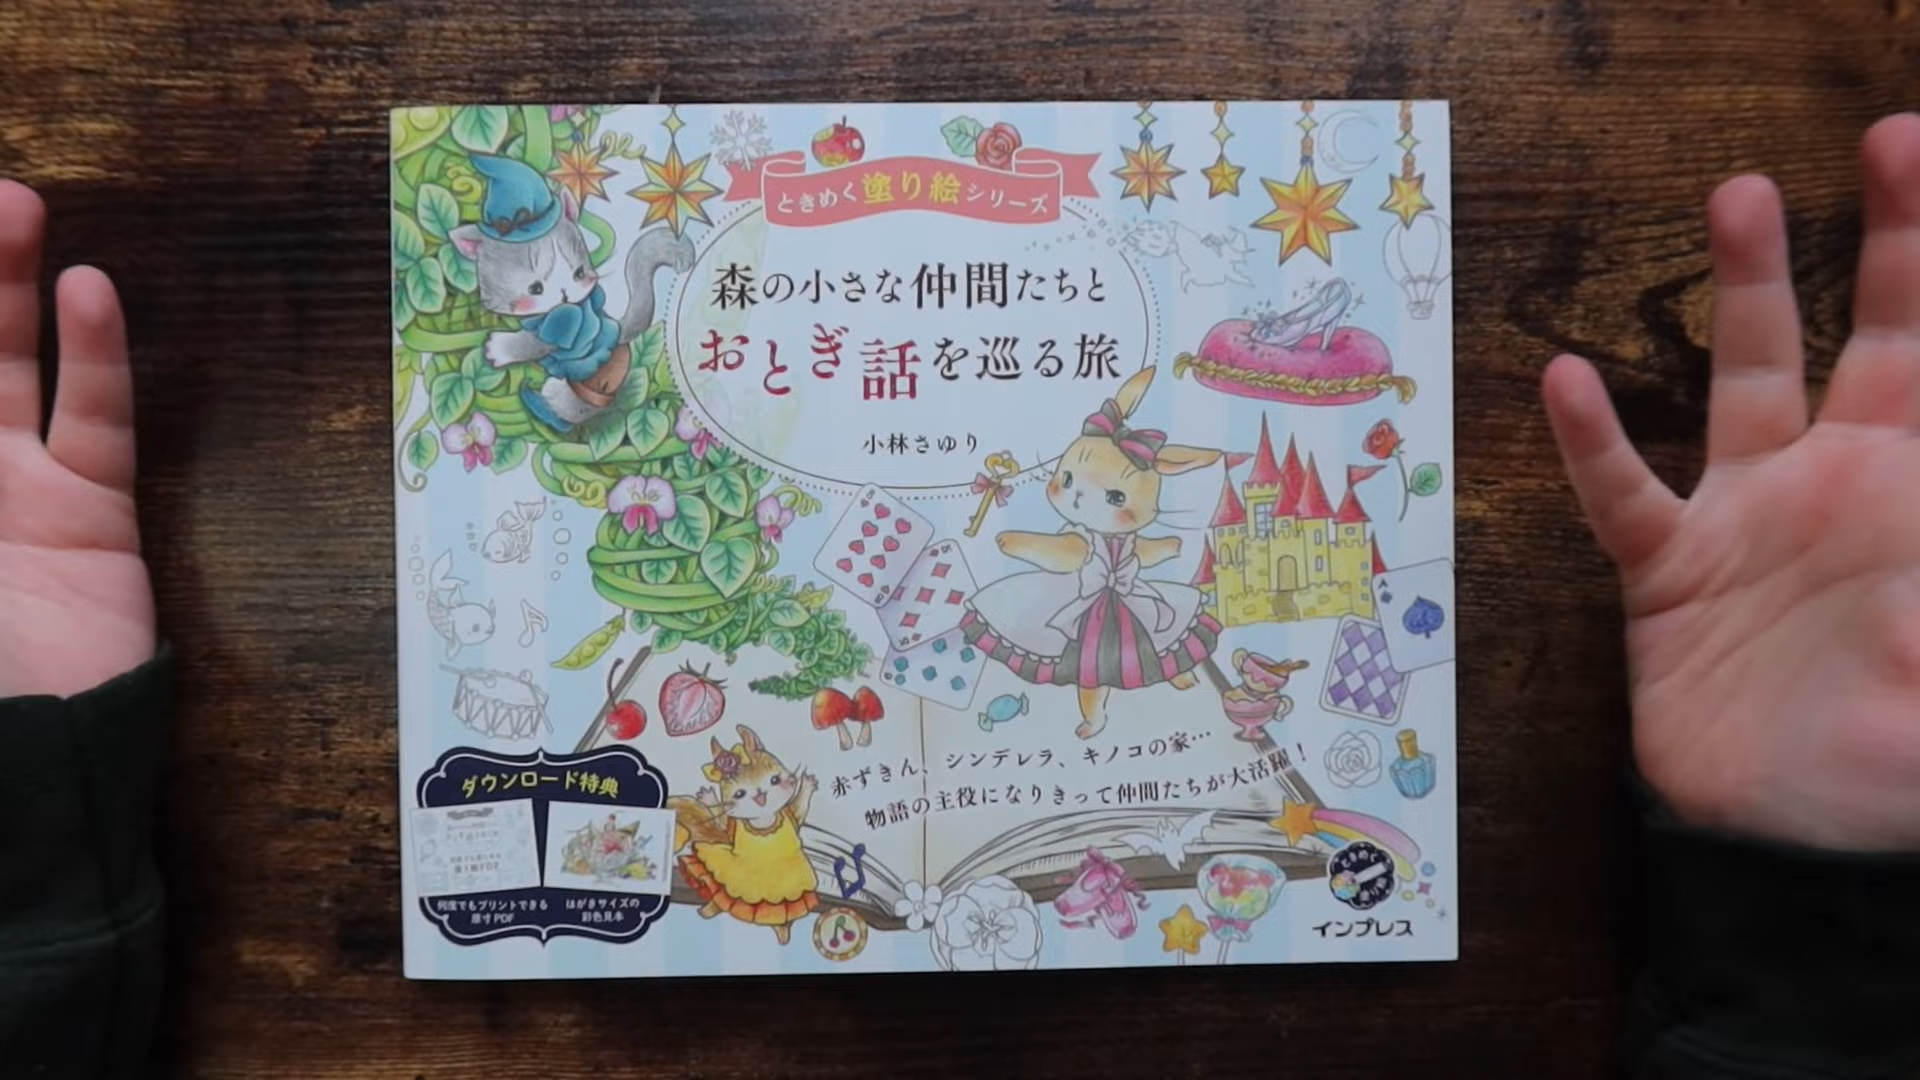 ときめく塗り絵シリーズ
森の小さな仲間たちと
おとぎ話を巡る旅
小林さゆり
赤ずきん、シンデレラ、キノコの家…
物語の主役になりきって仲間たちが大活躍！
ダウンロード特典
何度でもプリントできる
原寸PDF
はがきサイズの
彩色見本
インプレス